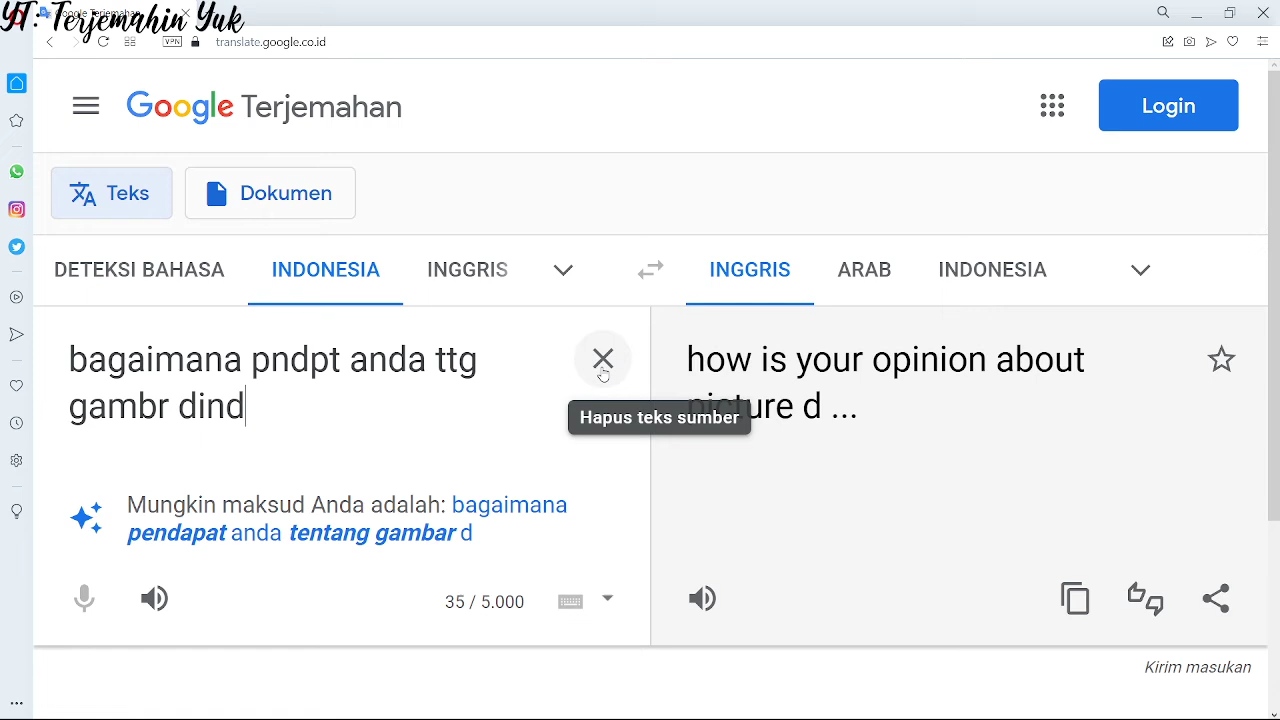 YT: Terjemahin Yuk
VPN translate.google.co.id
Google Terjemahan
Login
Teks Dokumen
DETEKSI BAHASA INDONESIA INGGRIS INGGRIS ARAB INDONESIA
bagaimana pndpt anda ttg
gambr dind
how is your opinion about
picture d ...
Hapus teks sumber
Mungkin maksud Anda adalah: bagaimana
pendapat anda tentang gambar d
35 / 5.000
Kirim masukan